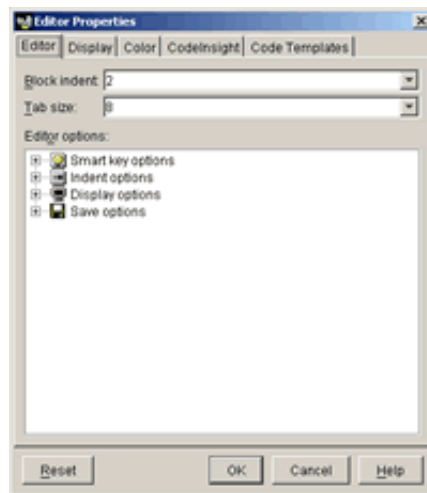 Editor Properties
Editor Display Color CodeInsight Code Templates
Block indent: 2
Tab size: 8
Editor options:
Smart key options
Indent options
Display options
Save options
Reset OK Cancel Help